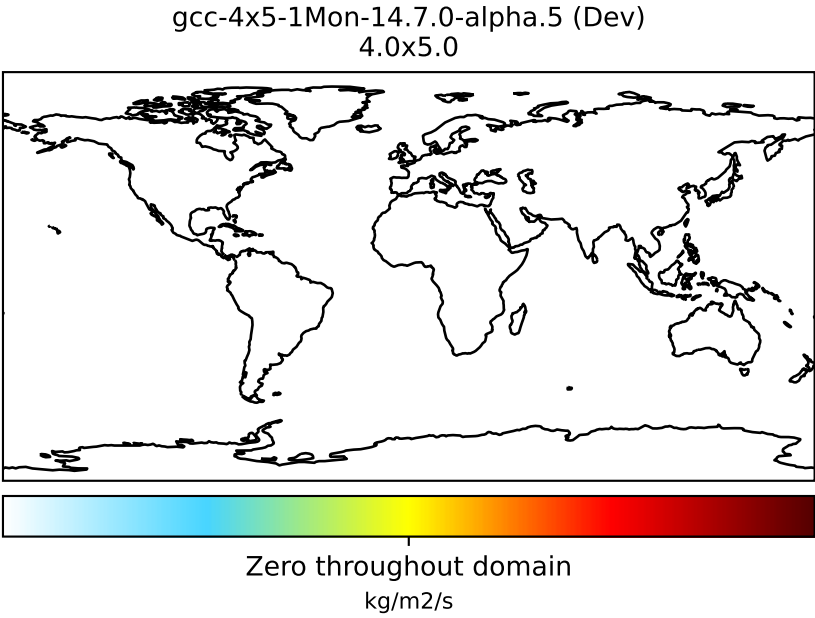 gcc-4x5-1Mon-14.7.0-alpha.5 (Dev)
4.0x5.0
Zero throughout domain
kg/m2/s